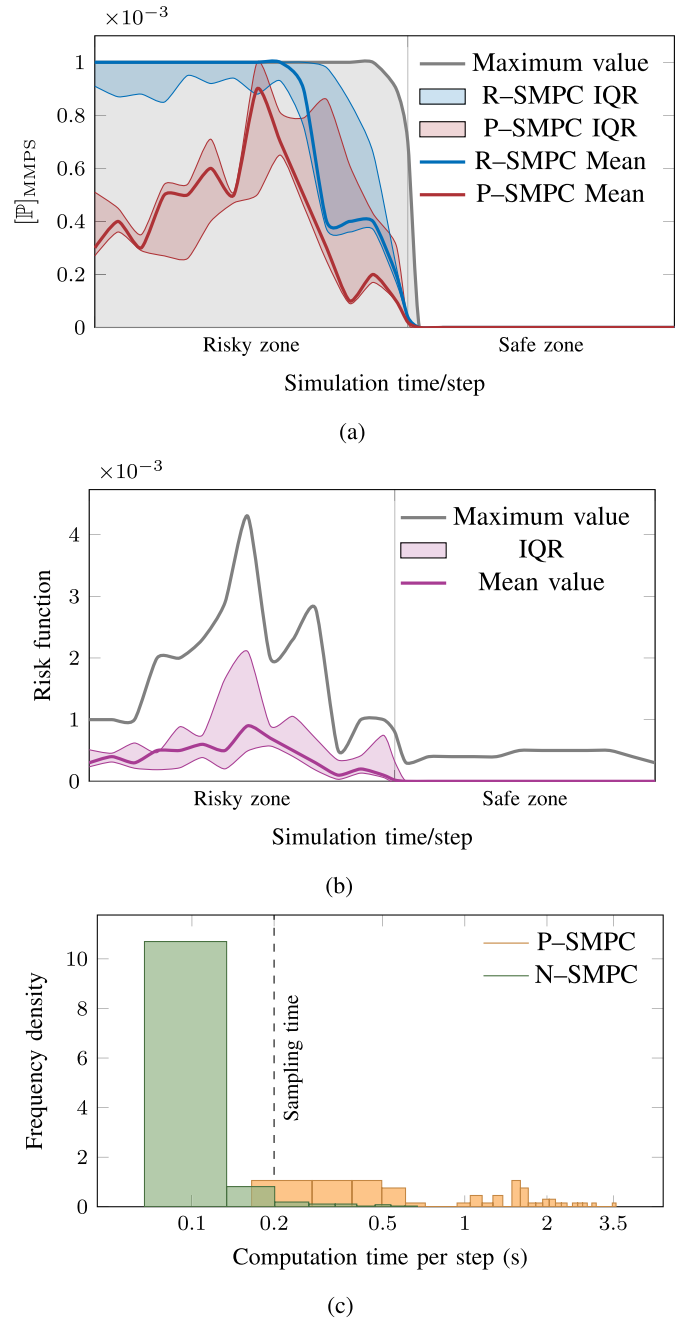 ×10−3
1
0.8
0.6
0.4
0.2
0
[ℙ]MMPS
Maximum value
R–SMPC IQR
P–SMPC IQR
R–SMPC Mean
P–SMPC Mean
Risky zone
Safe zone
Simulation time/step
(a)
×10−3
4
3
2
1
0
Risk function
Maximum value
IQR
Mean value
Risky zone
Safe zone
Simulation time/step
(b)
10
8
6
4
2
0
Frequency density
Sampling time
P–SMPC
N–SMPC
0.1
0.2
0.5
1
2
3.5
Computation time per step (s)
(c)